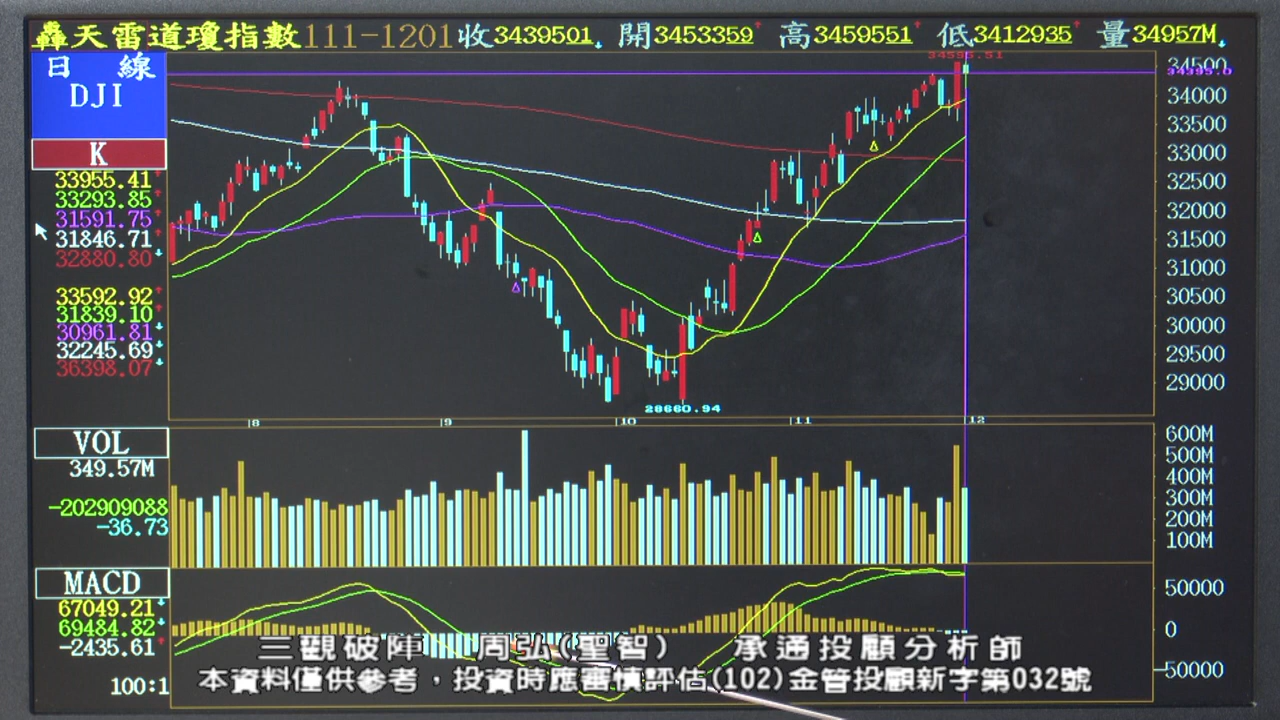 轟天雷道瓊指數111-1201收3439501↓ 開3453359↑ 高3459551↑ 低3412935↑ 量34957M↓
日 線
DJI
K
33955.41↑
33293.85↑
31591.75↑
31846.71↓
32880.80↓
33592.92↑
31839.10↑
30961.81↓
32245.69↓
36398.07↓
34595.51
34500
34395.0
34000
33500
33000
32500
32000
31500
31000
30500
30000
29500
29000
28660.94
8 9 10 11 12
VOL
349.57M
-202909088
-36.73
600M
500M
400M
300M
200M
100M
MACD
67049.21↓
69484.82↓
-2435.61↑
100:1
50000
0
-50000
三觀破陣 周弘(聖智) 承通投顧分析師
本資料僅供參考，投資時應審慎評估(102)金管投顧新字第032號